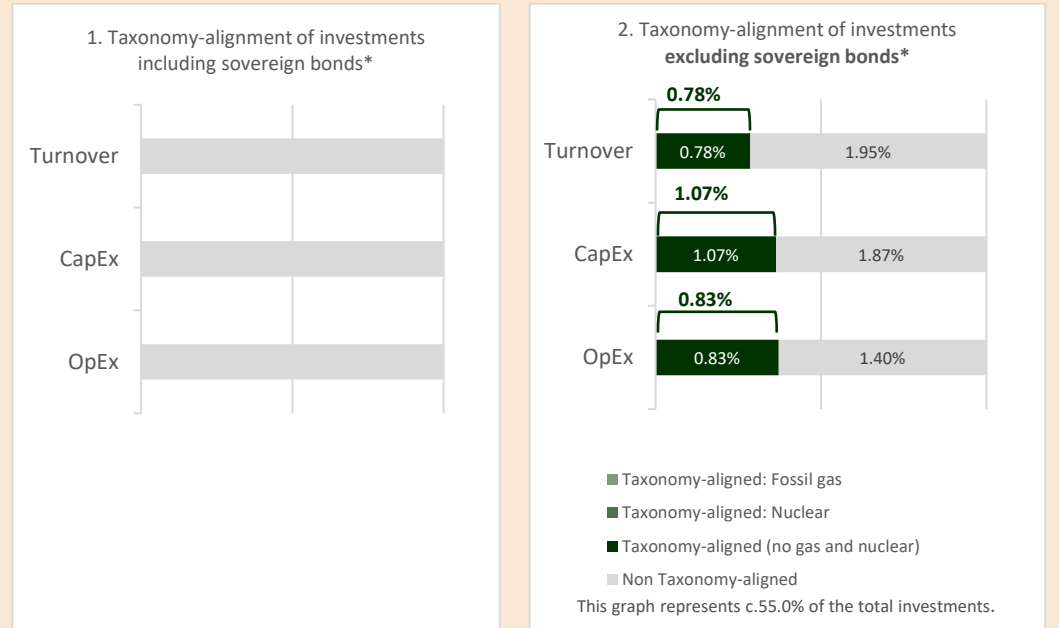 1. Taxonomy-alignment of investments
including sovereign bonds*
Turnover
CapEx
OpEx
2. Taxonomy-alignment of investments
excluding sovereign bonds*
0.78%
Turnover
0.78%
1.95%
1.07%
CapEx
1.07%
1.87%
0.83%
OpEx
0.83%
1.40%
Taxonomy-aligned: Fossil gas
Taxonomy-aligned: Nuclear
Taxonomy-aligned (no gas and nuclear)
Non Taxonomy-aligned
This graph represents c.55.0% of the total investments.